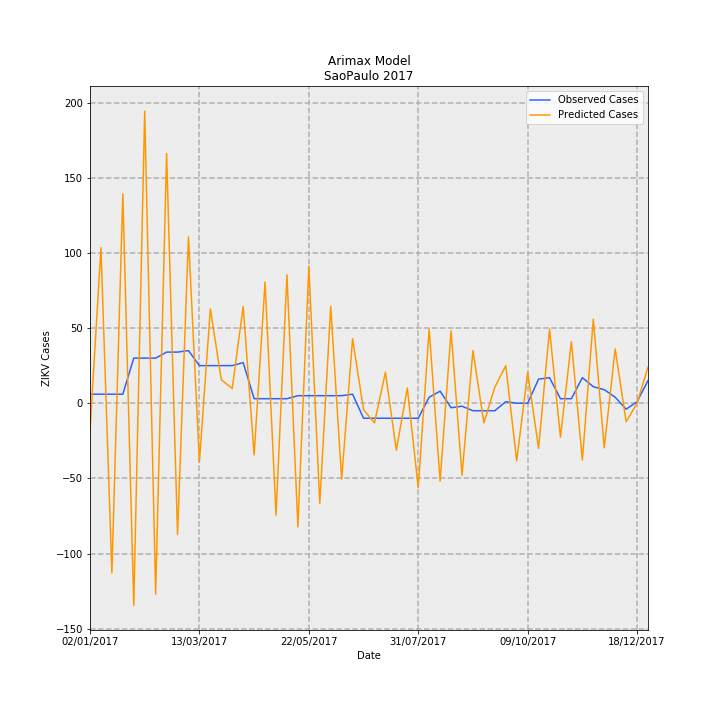 Arimax Model
SaoPaulo 2017
Observed Cases
Predicted Cases
200
150
100
50
0
−50
−100
−150
ZIKV Cases
02/01/2017 13/03/2017 22/05/2017 31/07/2017 09/10/2017 18/12/2017
Date